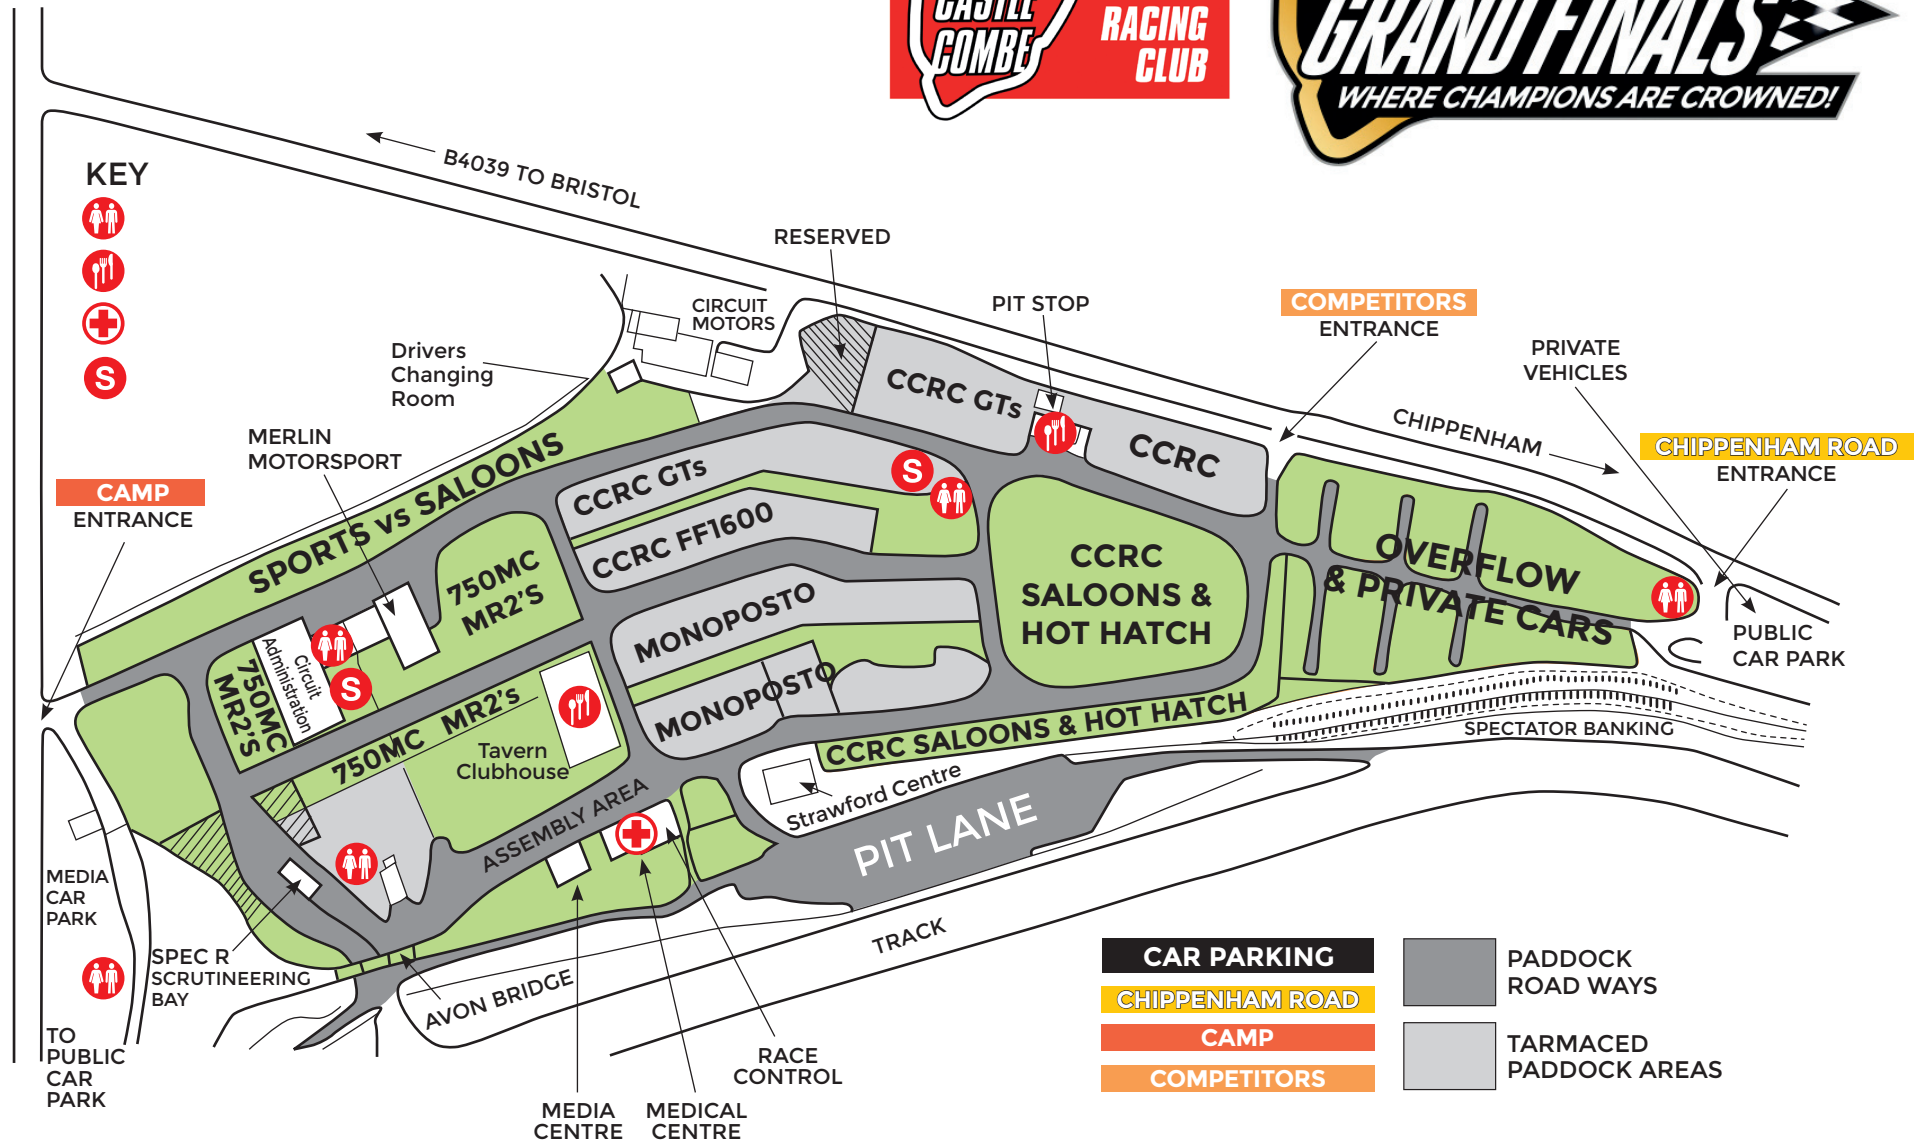 CASTLE
COMBE
RACING
CLUB
GRAND FINALS
WHERE CHAMPIONS ARE CROWNED!
B4039 TO BRISTOL
KEY
S
RESERVED
PIT STOP
COMPETITORS
ENTRANCE
PRIVATE
VEHICLES
CIRCUIT
MOTORS
Drivers
Changing
Room
CHIPPENHAM
CHIPPENHAM ROAD
ENTRANCE
MERLIN
MOTORSPORT
CAMP
ENTRANCE
SPORTS vs SALOONS
CCRC GTs
CCRC
CCRC GTs
S
CCRC FF1600
750MC
MR2'S
CCRC
SALOONS &
HOT HATCH
OVERFLOW
& PRIVATE CARS
MONOPOSTO
PUBLIC
CAR PARK
Circuit
Administration
S
750MC
MR2'S
750MC MR2's
MONOPOSTO
CCRC SALOONS & HOT HATCH
SPECTATOR BANKING
Tavern
Clubhouse
Strawford Centre
ASSEMBLY AREA
PIT LANE
MEDIA
CAR
PARK
SPEC R
SCRUTINEERING
BAY
TRACK
AVON BRIDGE
TO
PUBLIC
CAR
PARK
RACE
CONTROL
MEDIA
CENTRE
MEDICAL
CENTRE
CAR PARKING
CHIPPENHAM ROAD
CAMP
COMPETITORS
PADDOCK
ROAD WAYS
TARMACED
PADDOCK AREAS